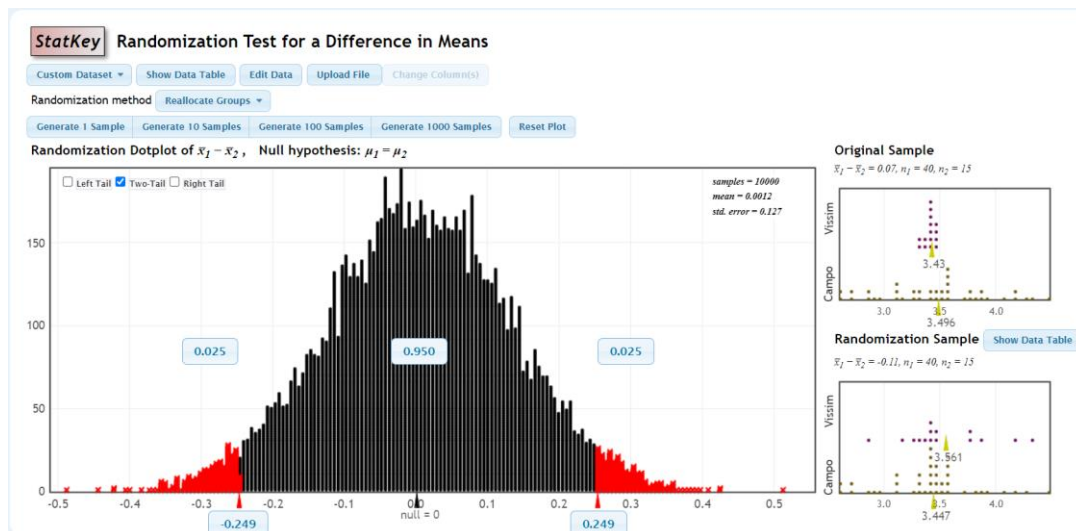 StatKey Randomization Test for a Difference in Means
Custom Dataset Show Data Table Edit Data Upload File Change Column(s)
Randomization method Reallocate Groups
Generate 1 Sample Generate 10 Samples Generate 100 Samples Generate 1000 Samples Reset Plot
Randomization Dotplot of x̄₁ − x̄₂ , Null hypothesis: μ₁ = μ₂
Left Tail Two-Tail Right Tail
samples = 10000
mean = 0.0012
std. error = 0.127
150
100
50
0
0.025 0.950 0.025
-0.5 -0.4 -0.3 -0.2 -0.1 0.0 0.1 0.2 0.3 0.4 0.5
null = 0
-0.249 0.249
Original Sample
x̄₁ − x̄₂ = 0.07, n₁ = 40, n₂ = 15
Vissim
3.43
Campo
3.0 3.5 4.0
3.496
Randomization Sample Show Data Table
x̄₁ − x̄₂ = -0.11, n₁ = 40, n₂ = 15
Vissim
3.561
Campo
3.0 3.5 4.0
3.447